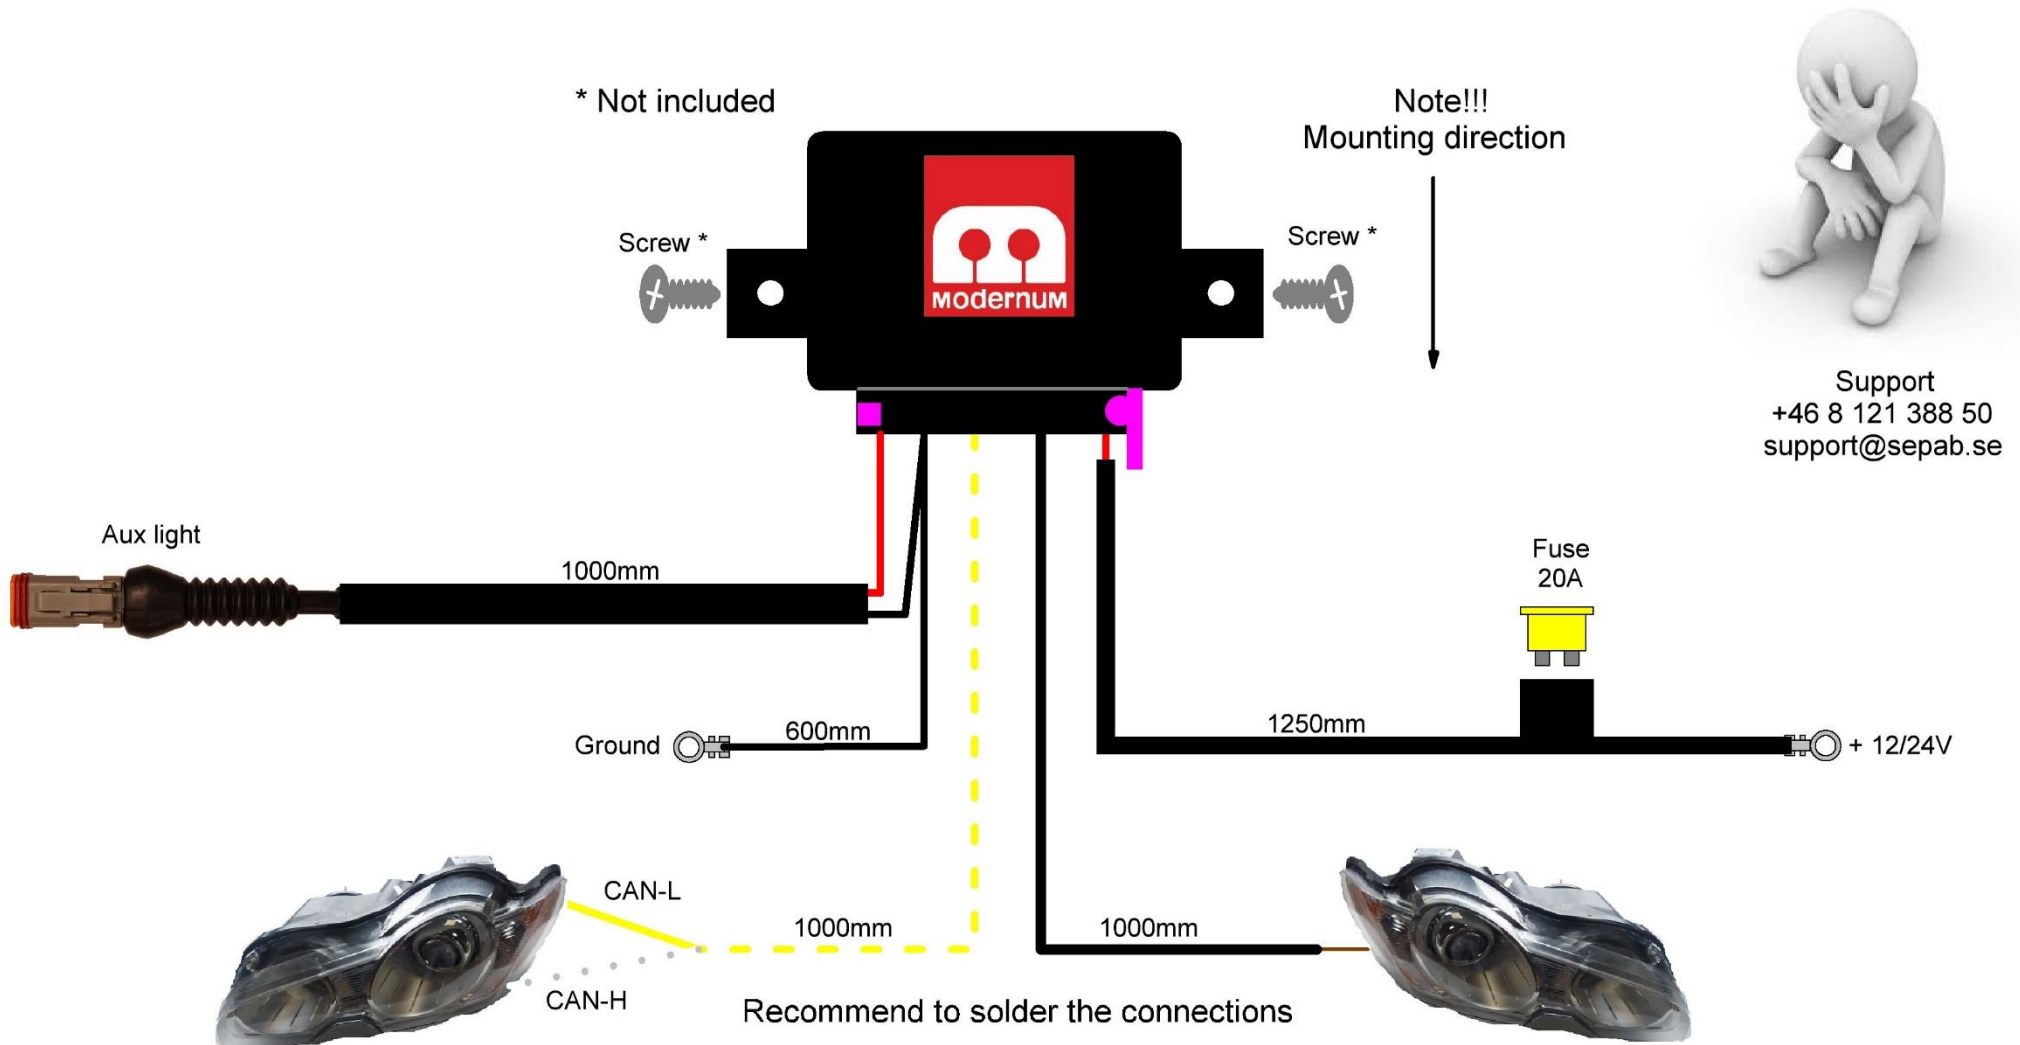 * Not included
Note!!!
Mounting direction
Screw *
Screw *
Modernum
Support
+46 8 121 388 50
support@sepab.se
Aux light
1000mm
Fuse
20A
Ground
600mm
1250mm
+ 12/24V
CAN-L
1000mm
1000mm
CAN-H
Recommend to solder the connections